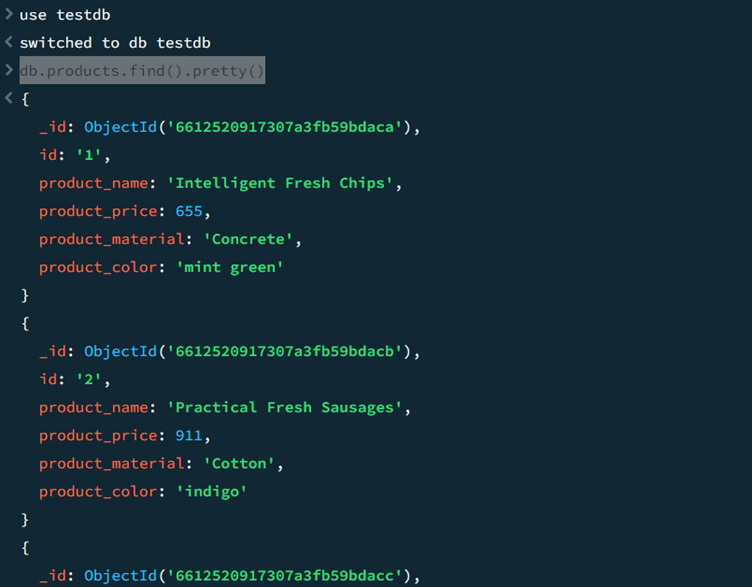 > use testdb
< switched to db testdb
> db.products.find().pretty()
< {
_id: ObjectId('6612520917307a3fb59bdaca'),
id: '1',
product_name: 'Intelligent Fresh Chips',
product_price: 655,
product_material: 'Concrete',
product_color: 'mint green'
}
{
_id: ObjectId('6612520917307a3fb59bdacb'),
id: '2',
product_name: 'Practical Fresh Sausages',
product_price: 911,
product_material: 'Cotton',
product_color: 'indigo'
}
{
_id: ObjectId('6612520917307a3fb59bdacc'),